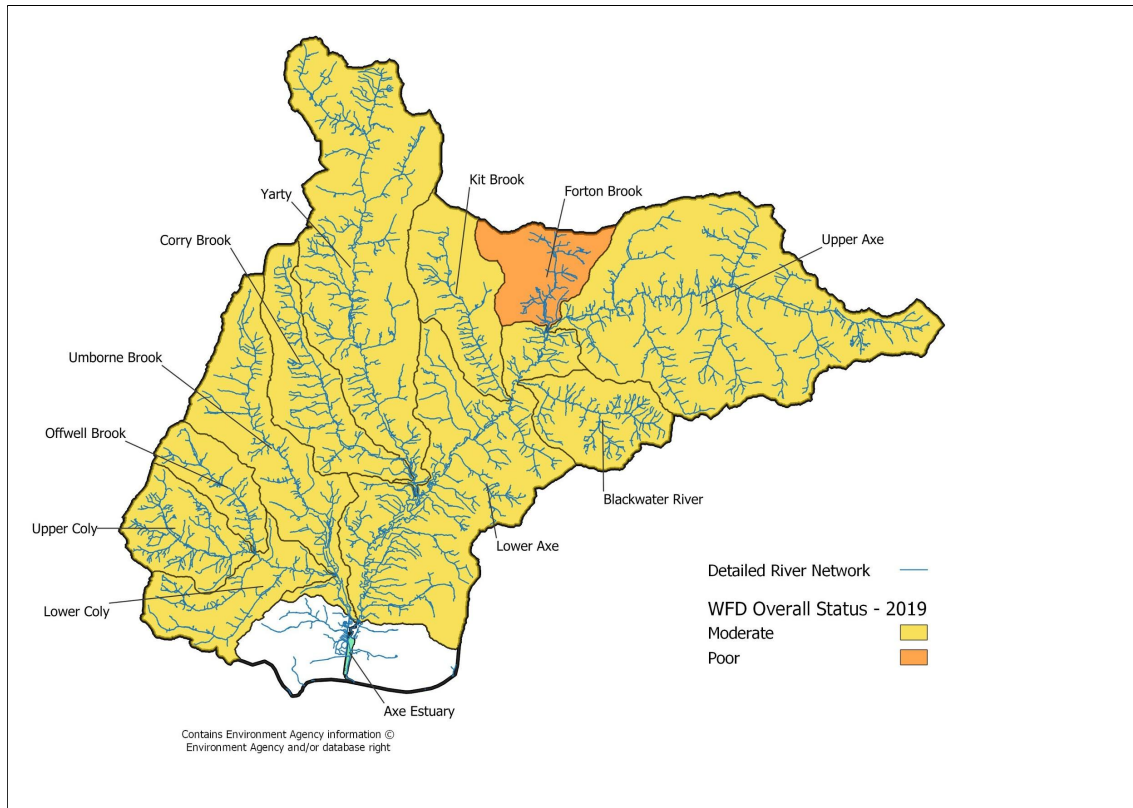 Kit Brook
Forton Brook
Yarty
Corry Brook
Upper Axe
Umborne Brook
Offwell Brook
Blackwater River
Upper Coly
Lower Axe
Detailed River Network
Lower Coly
WFD Overall Status - 2019
Moderate
Poor
Axe Estuary
Contains Environment Agency information ©
Environment Agency and/or database right